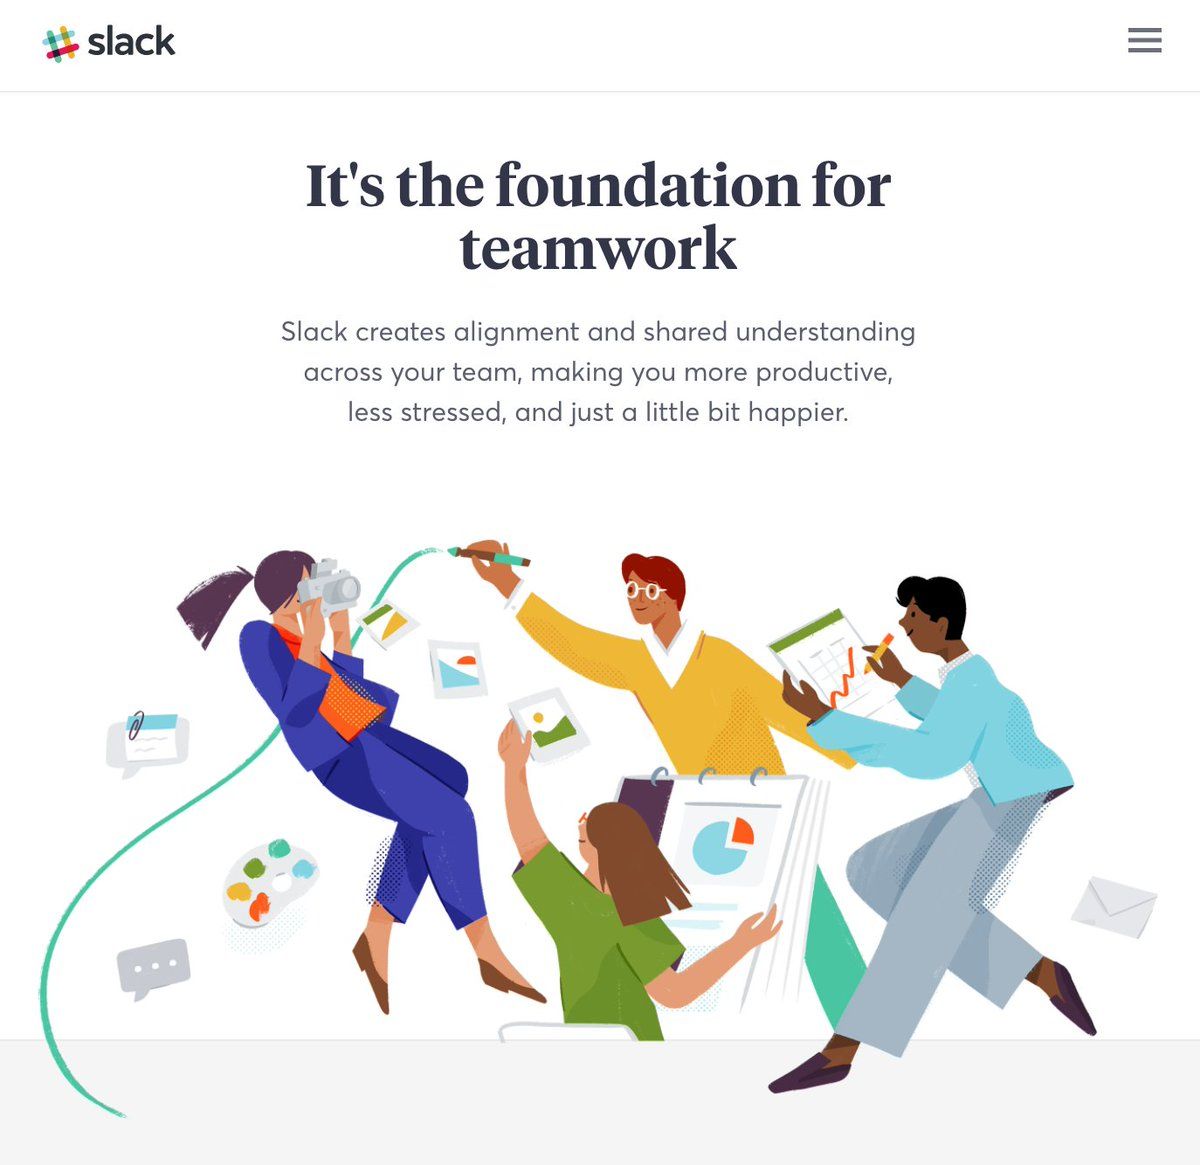 slack
It's the foundation for
teamwork
Slack creates alignment and shared understanding
across your team, making you more productive,
less stressed, and just a little bit happier.